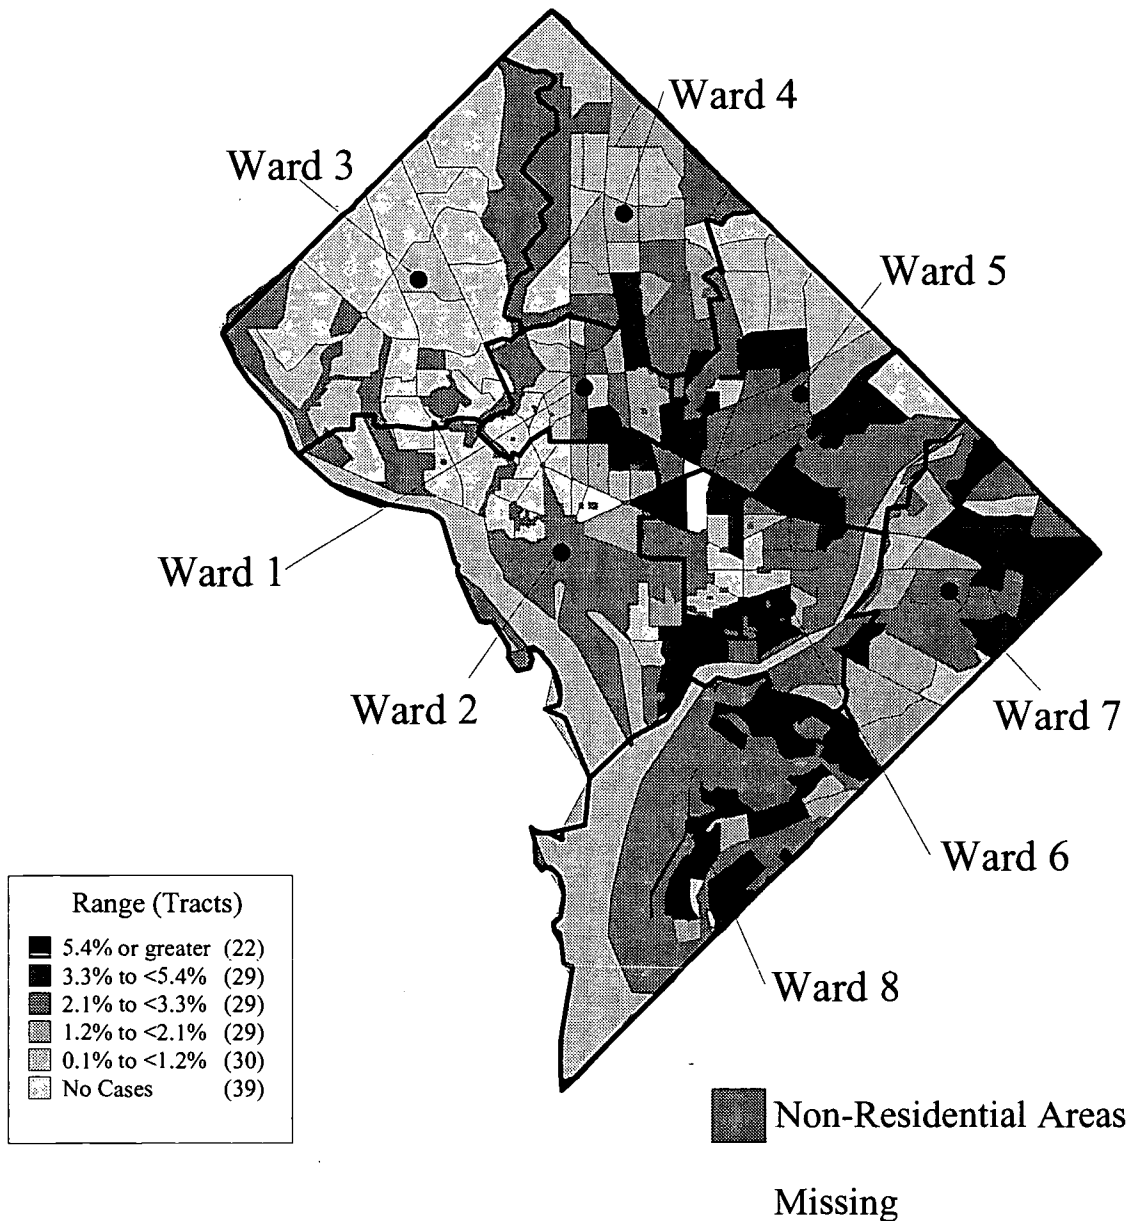 Ward 4
Ward 3
Ward 5
Ward 1
Ward 2
Ward 7
Ward 6
Ward 8
Range (Tracts)
5.4% or greater (22)
3.3% to <5.4% (29)
2.1% to <3.3% (29)
1.2% to <2.1% (29)
0.1% to <1.2% (30)
No Cases (39)
Non-Residential Areas
Missing